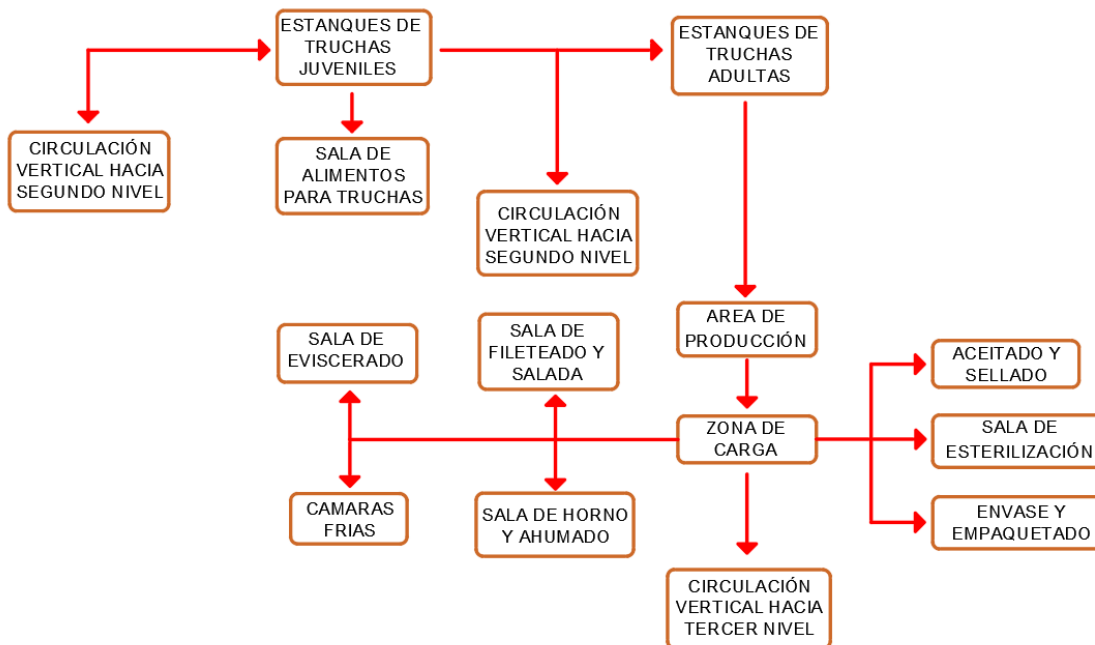 ESTANQUES DE
TRUCHAS
JUVENILES
ESTANQUES DE
TRUCHAS
ADULTAS
CIRCULACIÓN
VERTICAL HACIA
SEGUNDO NIVEL
SALA DE
ALIMENTOS
PARA TRUCHAS
CIRCULACIÓN
VERTICAL HACIA
SEGUNDO NIVEL
SALA DE
EVISCERADO
SALA DE
FILETEADO Y
SALADA
AREA DE
PRODUCCIÓN
ACEITADO Y
SELLADO
ZONA DE
CARGA
SALA DE
ESTERILIZACIÓN
CAMARAS
FRIAS
SALA DE HORNO
Y AHUMADO
ENVASE Y
EMPAQUETADO
CIRCULACIÓN
VERTICAL HACIA
TERCER NIVEL